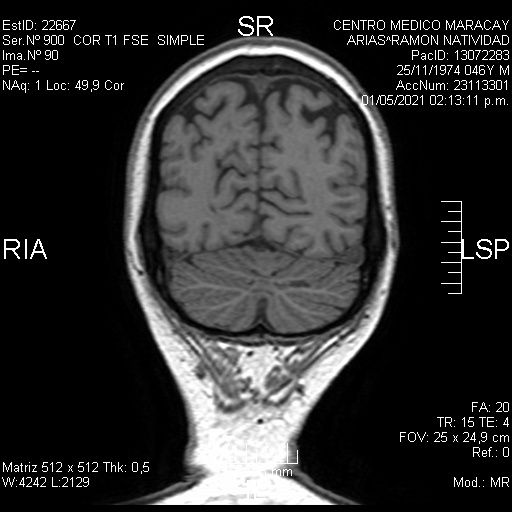 EstID: 22667
Ser.Nº 900 COR T1 FSE SIMPLE
Ima.Nº 90
PE= --
NAq: 1 Loc: 49,9 Cor
SR
CENTRO MEDICO MARACAY
ARIAS^RAMON NATIVIDAD
PacID: 13072283
25/11/1974 046Y M
AccNum: 23113301
01/05/2021 02:13:11 p.m.
RIA
LSP
FA: 20
TR: 15 TE: 4
FOV: 25 x 24,9 cm
Ref.: 0
Matriz 512 x 512 Thk: 0,5
W:4242 L:2129
mm
Mod.: MR